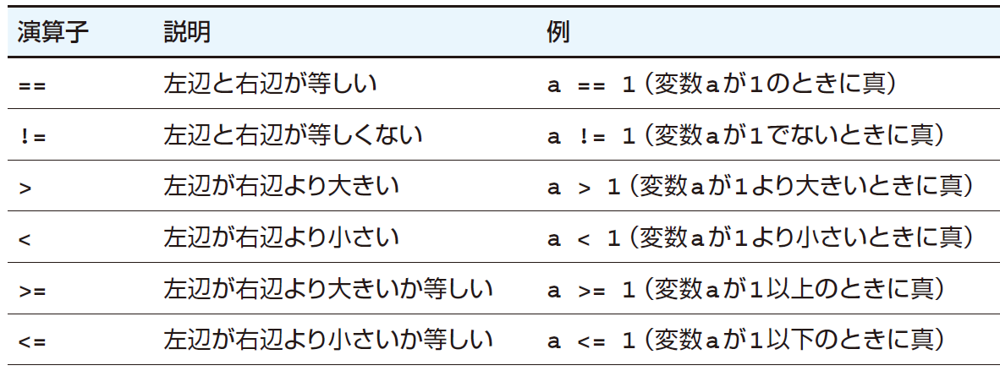 演算子 説明 例
== 左辺と右辺が等しい a == 1（変数aが1のときに真）
!= 左辺と右辺が等しくない a != 1（変数aが1でないときに真）
> 左辺が右辺より大きい a > 1（変数aが1より大きいときに真）
< 左辺が右辺より小さい a < 1（変数aが1より小さいときに真）
>= 左辺が右辺より大きいか等しい a >= 1（変数aが1以上のときに真）
<= 左辺が右辺より小さいか等しい a <= 1（変数aが1以下のときに真）